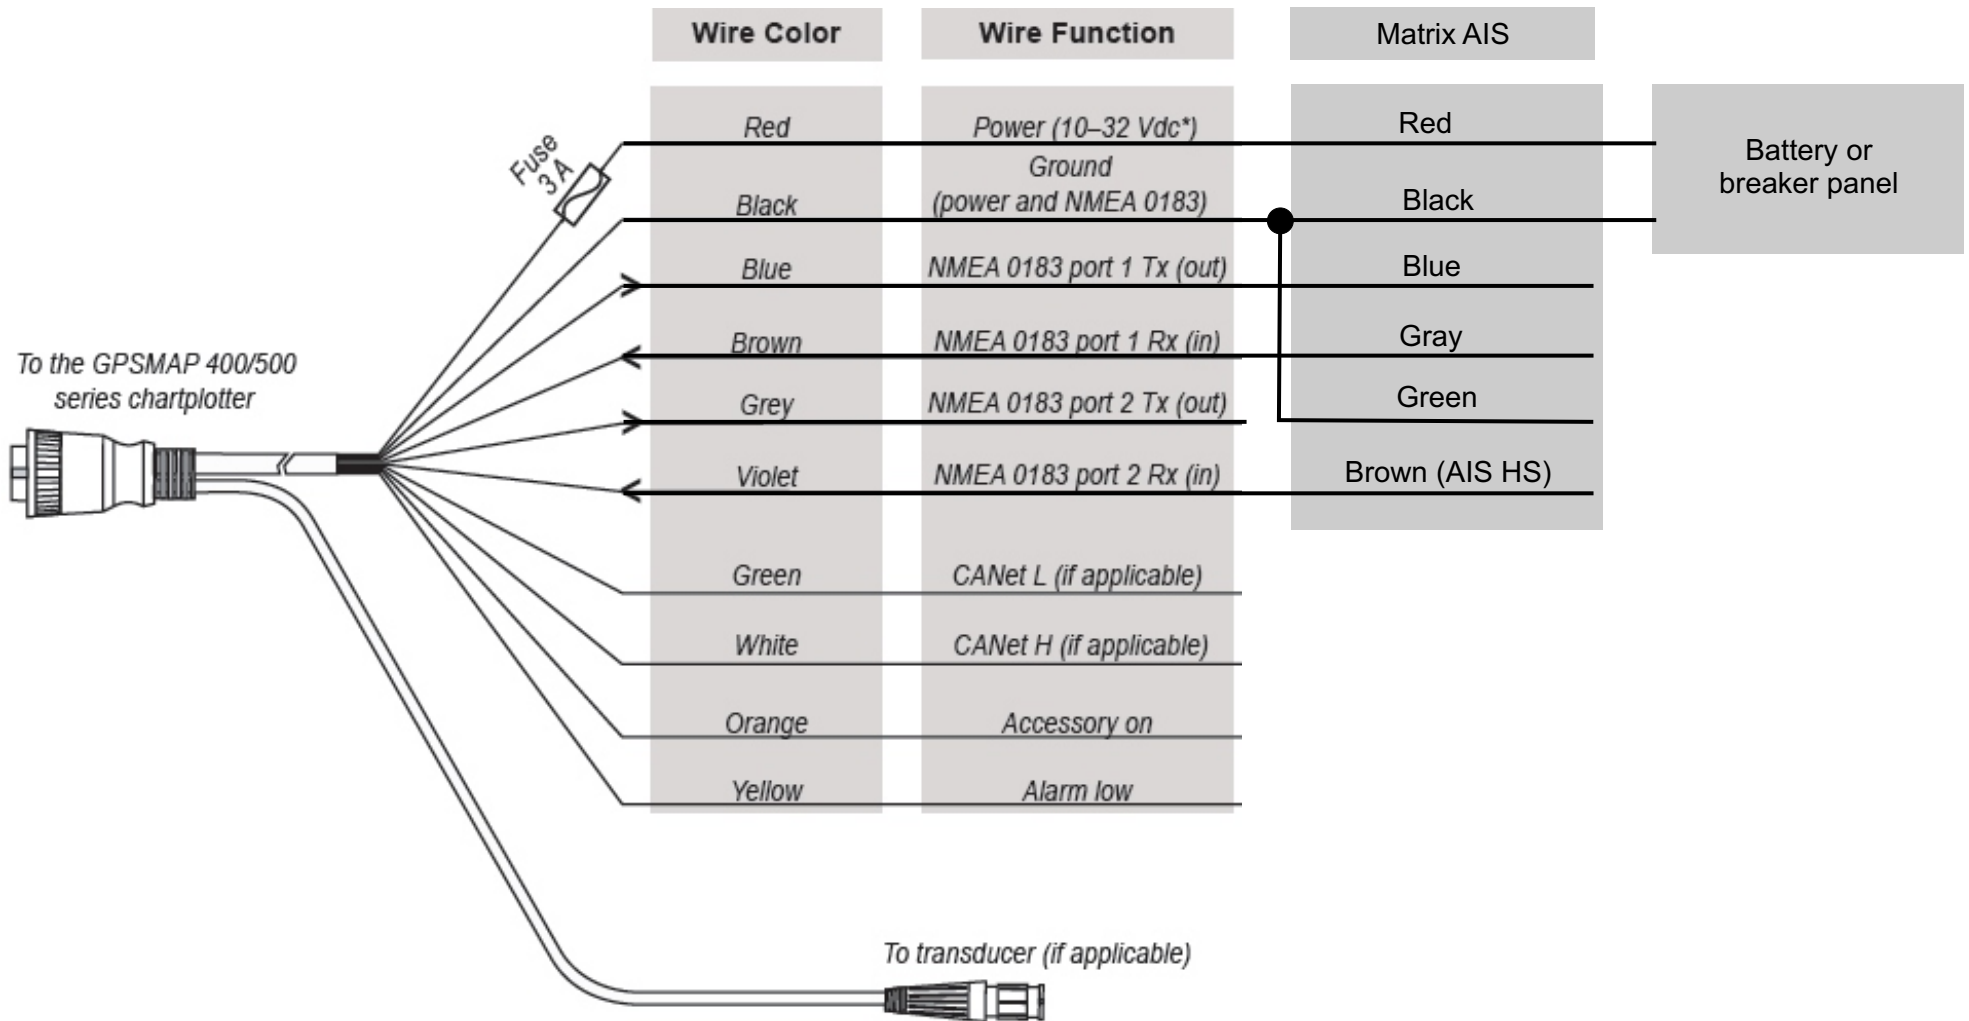 Wire Color
Wire Function
Matrix AIS
Red
Power (10–32 Vdc*)
Red
Battery or
breaker panel
Fuse
3 A
Black
Ground
(power and NMEA 0183)
Black
Blue
NMEA 0183 port 1 Tx (out)
Blue
Brown
NMEA 0183 port 1 Rx (in)
Gray
To the GPSMAP 400/500
series chartplotter
Grey
NMEA 0183 port 2 Tx (out)
Green
Violet
NMEA 0183 port 2 Rx (in)
Brown (AIS HS)
Green
CANet L (if applicable)
White
CANet H (if applicable)
Orange
Accessory on
Yellow
Alarm low
To transducer (if applicable)